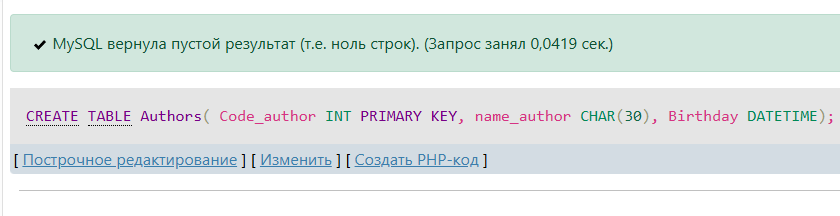 MySQL вернула пустой результат (т.е. ноль строк). (Запрос занял 0,0419 сек.)
CREATE TABLE Authors( Code_author INT PRIMARY KEY, name_author CHAR(30), Birthday DATETIME);
[ Построчное редактирование ] [ Изменить ] [ Создать PHP-код ]